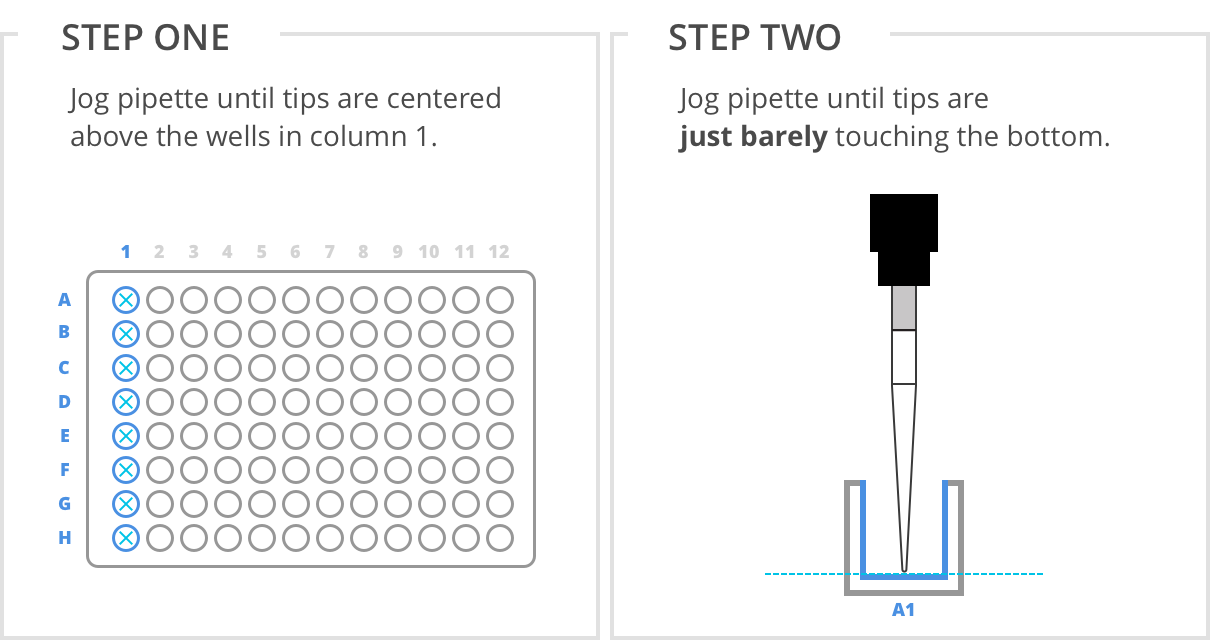 STEP ONE
Jog pipette until tips are centered
above the wells in column 1.
1 2 3 4 5 6 7 8 9 10 11 12
A
B
C
D
E
F
G
H
STEP TWO
Jog pipette until tips are
just barely touching the bottom.
A1